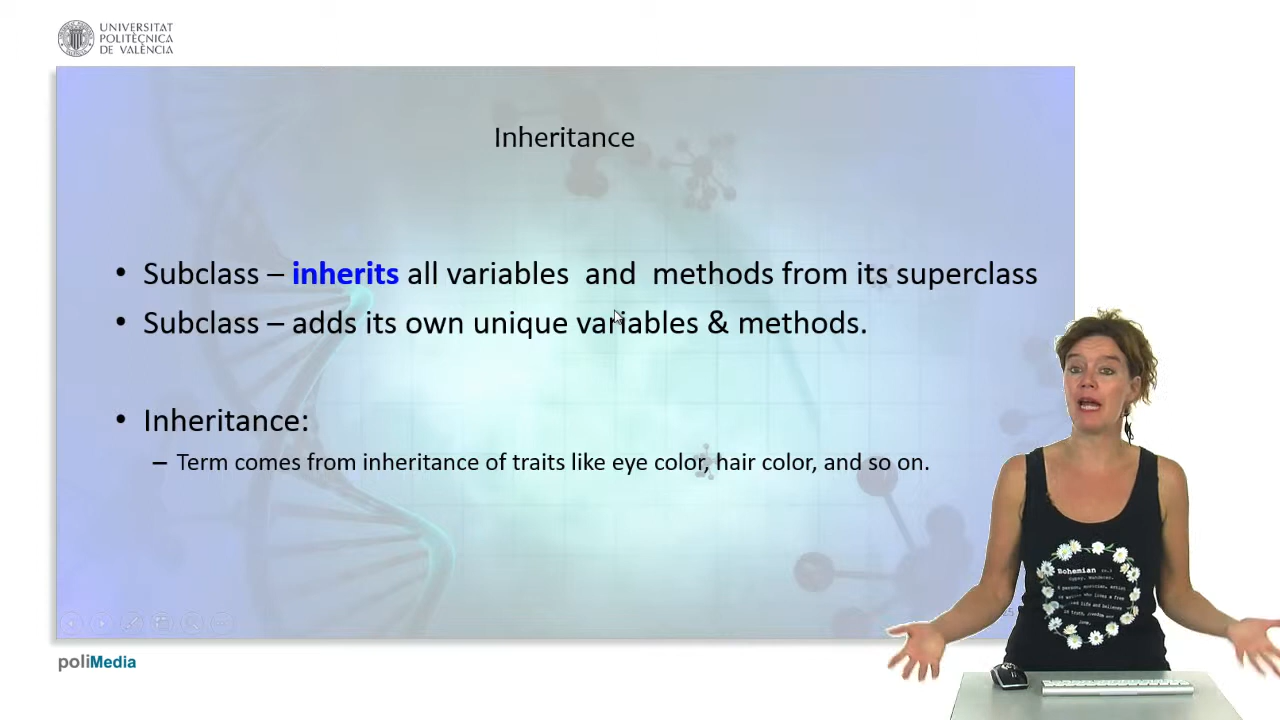 UNIVERSITAT
POLITÈCNICA
DE VALÈNCIA
Inheritance
• Subclass – inherits all variables  and  methods from its superclass
• Subclass – adds its own unique variables & methods.
• Inheritance:
– Term comes from inheritance of traits like eye color, hair color, and so on.
poliMedia
Bohemian